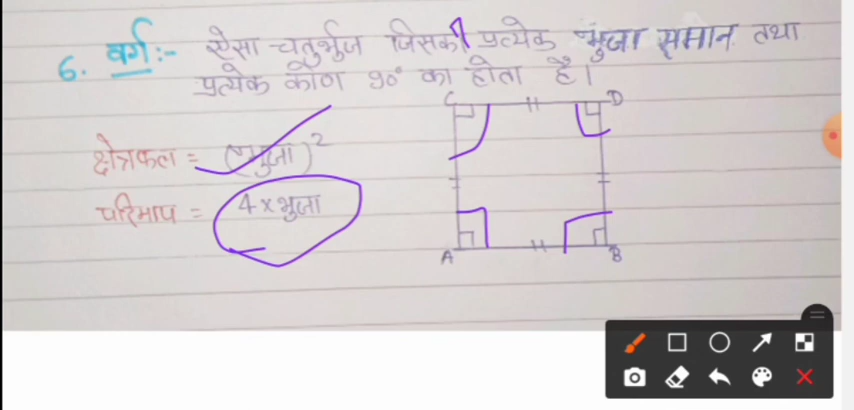 6. वर्ग:- ऐसा चतुर्भुज जिसकी प्रत्येक भुजा समान तथा
प्रत्येक कोण 90° का होता है।
C D
क्षेत्रफल = (भुजा)²
परिमाप = 4 × भुजा
A B